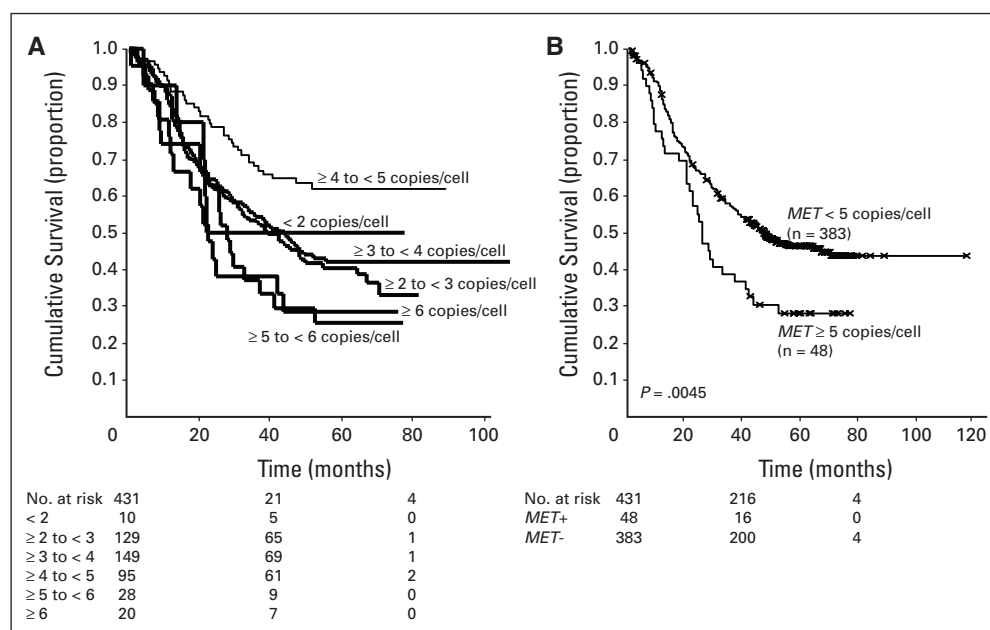 A
Cumulative Survival (proportion)
1.0
0.9
0.8
0.7
0.6
0.5
0.4
0.3
0.2
0.1
≥ 4 to < 5 copies/cell
< 2 copies/cell
≥ 3 to < 4 copies/cell
≥ 2 to < 3 copies/cell
≥ 6 copies/cell
≥ 5 to < 6 copies/cell
0 20 40 60 80 100
Time (months)
No. at risk 431 21 4
< 2 10 5 0
≥ 2 to < 3 129 65 1
≥ 3 to < 4 149 69 1
≥ 4 to < 5 95 61 2
≥ 5 to < 6 28 9 0
≥ 6 20 7 0
B
Cumulative Survival (proportion)
1.0
0.9
0.8
0.7
0.6
0.5
0.4
0.3
0.2
0.1
MET < 5 copies/cell
(n = 383)
MET ≥ 5 copies/cell
(n = 48)
P = .0045
0 20 40 60 80 100 120
Time (months)
No. at risk 431 216 4
MET+ 48 16 0
MET- 383 200 4